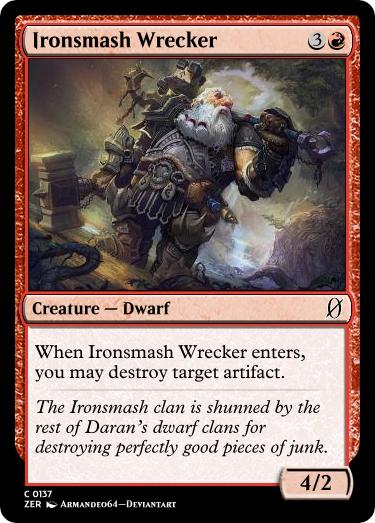 Ironsmash Wrecker 3
Creature — Dwarf
When Ironsmash Wrecker enters,
you may destroy target artifact.
The Ironsmash clan is shunned by the
rest of Daran's dwarf clans for
destroying perfectly good pieces of junk.
4/2
C 0137
ZER Armandeo64–Deviantart